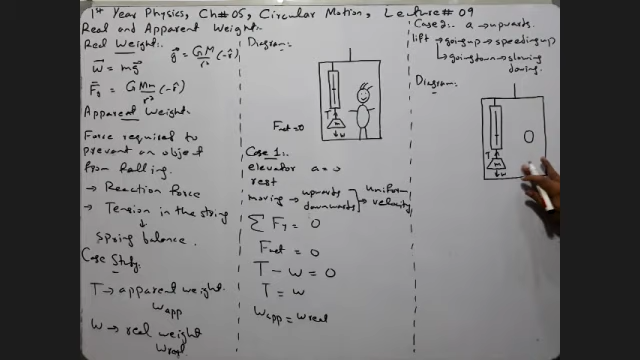 1st Year Physics, Ch#05, Circular Motion, Lecture#09
Real and Apparent Weight:-
Real Weight:- g = GM/r² (-r̂)
W = mg
Fg = GMm/r² (-r̂)
Apparent Weight:-
Force required to
prevent an object
from falling.
→ Reaction force
→ Tension in the string
↓
spring balance.
Case Study:
T → apparent weight.
Wapp
W → real weight
Wreal
Diagram:
T
m
W
Fnet=0
Case 1:-
elevator a=0
rest
moving → upwards
downwards → uniform velocity
ΣFy = 0
Fnet = 0
T - W = 0
T = W
Wapp = Wreal
Case 2:- a → upwards.
lift → going up → speeding up
→ going down → slowing
down.
Diagram:
T
m
W